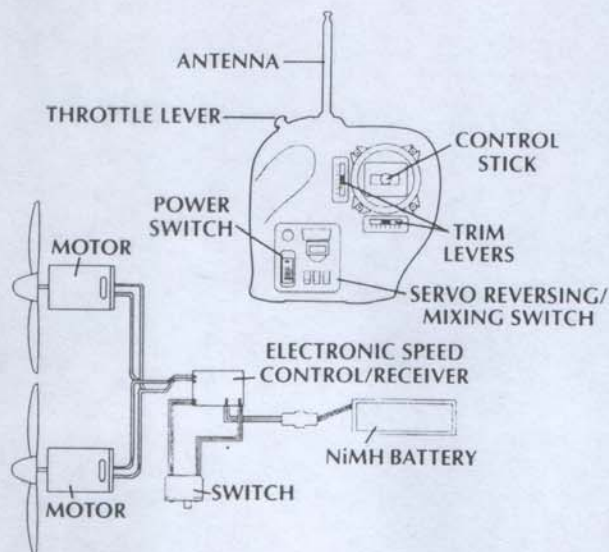 ANTENNA
THROTTLE LEVER
CONTROL
STICK
POWER
SWITCH
TRIM
LEVERS
MOTOR
SERVO REVERSING/
MIXING SWITCH
ELECTRONIC SPEED
CONTROL/RECEIVER
NiMH BATTERY
SWITCH
MOTOR